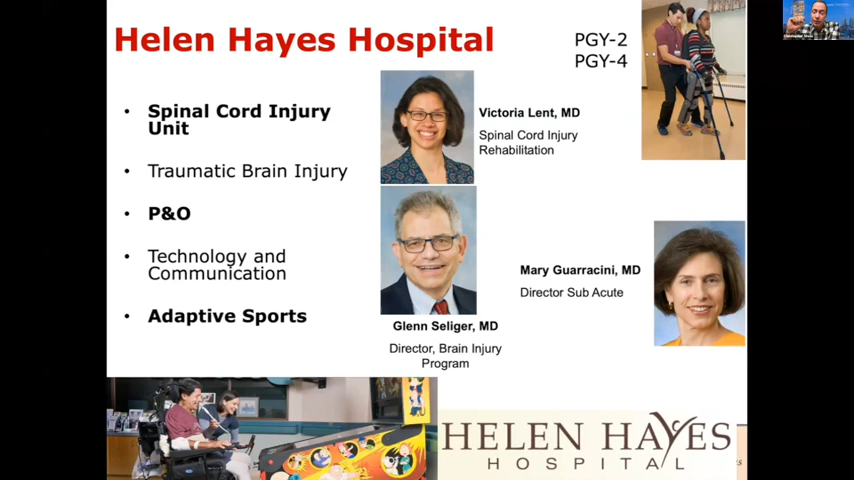 Helen Hayes Hospital
PGY-2
PGY-4
• Spinal Cord Injury
Unit
• Traumatic Brain Injury
• P&O
• Technology and
Communication
• Adaptive Sports
Victoria Lent, MD
Spinal Cord Injury
Rehabilitation
Glenn Seliger, MD
Director, Brain Injury
Program
Mary Guarracini, MD
Director Sub Acute
HELEN HAYES
HOSPITAL